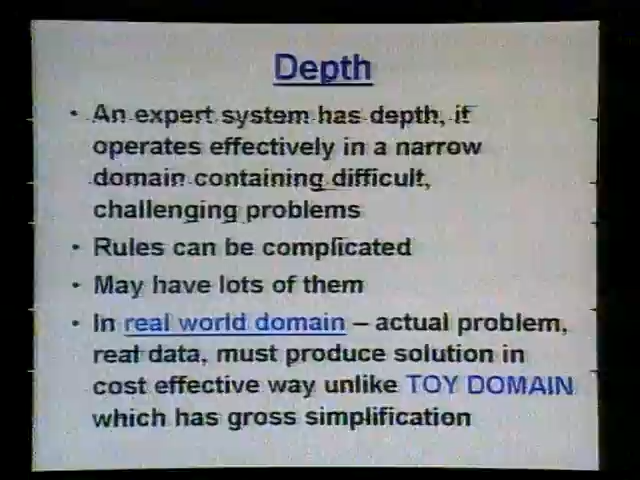 Depth
• An expert system has depth, if
operates effectively in a narrow
domain containing difficult,
challenging problems
• Rules can be complicated
• May have lots of them
• In real world domain – actual problem,
real data, must produce solution in
cost effective way unlike TOY DOMAIN
which has gross simplification